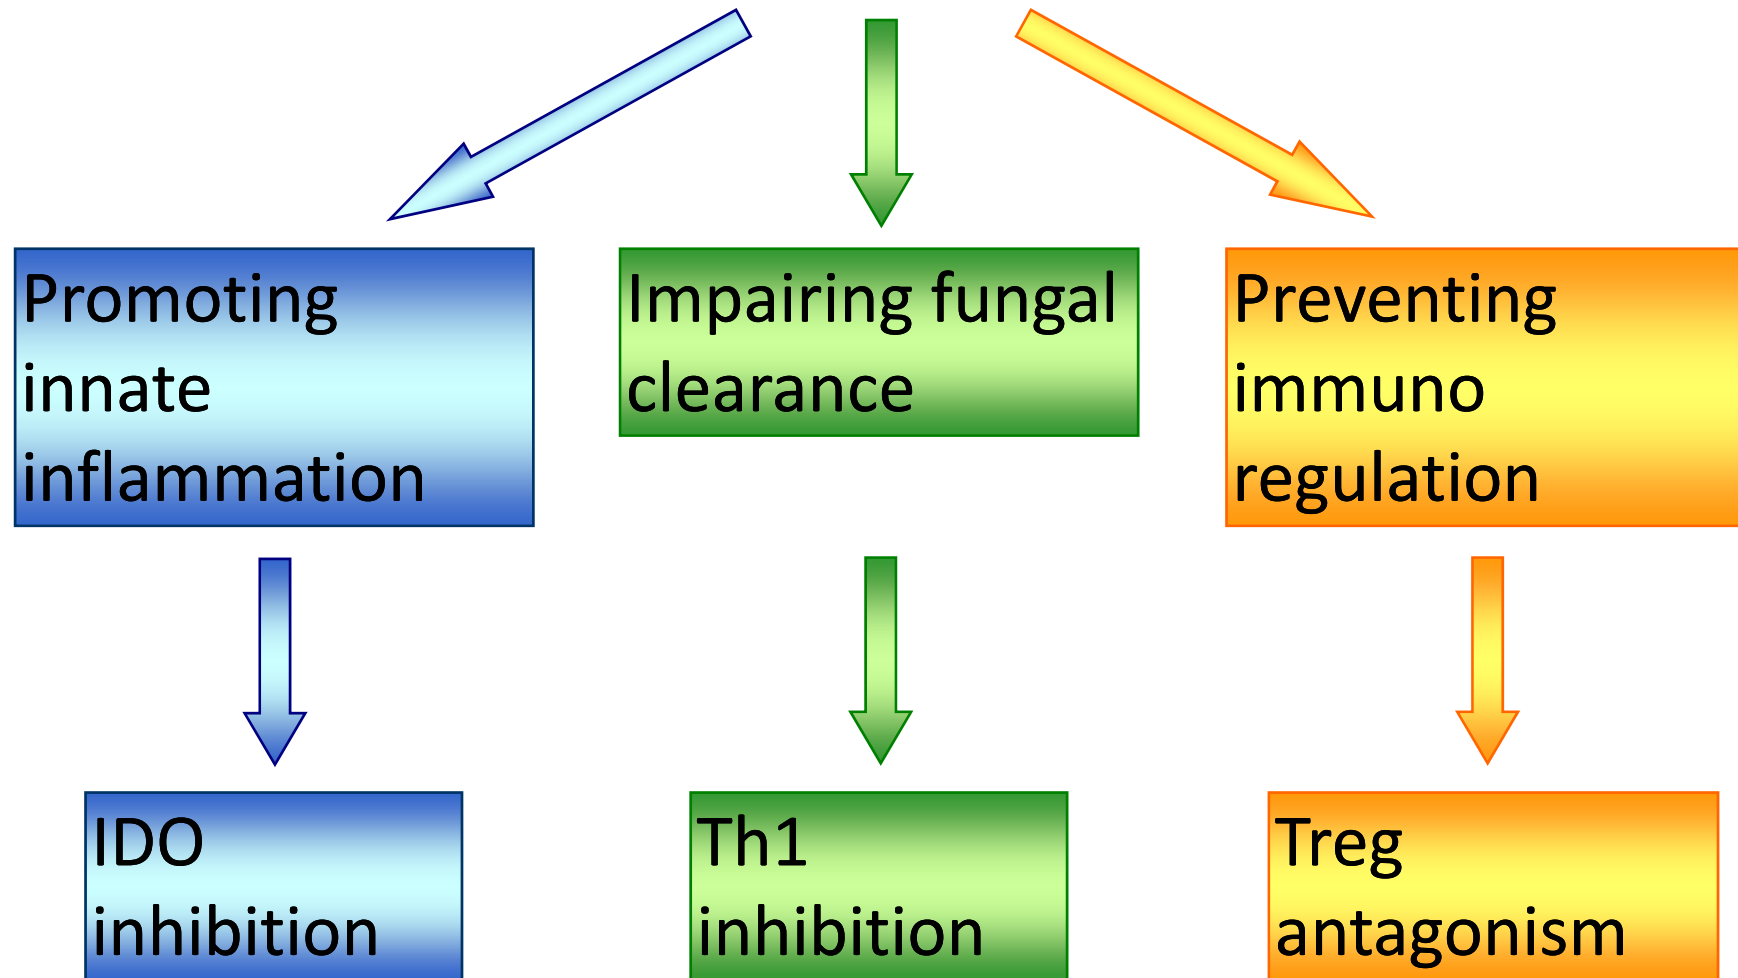 Promoting
innate
inflammation
Impairing fungal
clearance
Preventing
immuno
regulation
IDO
inhibition
Th1
inhibition
Treg
antagonism